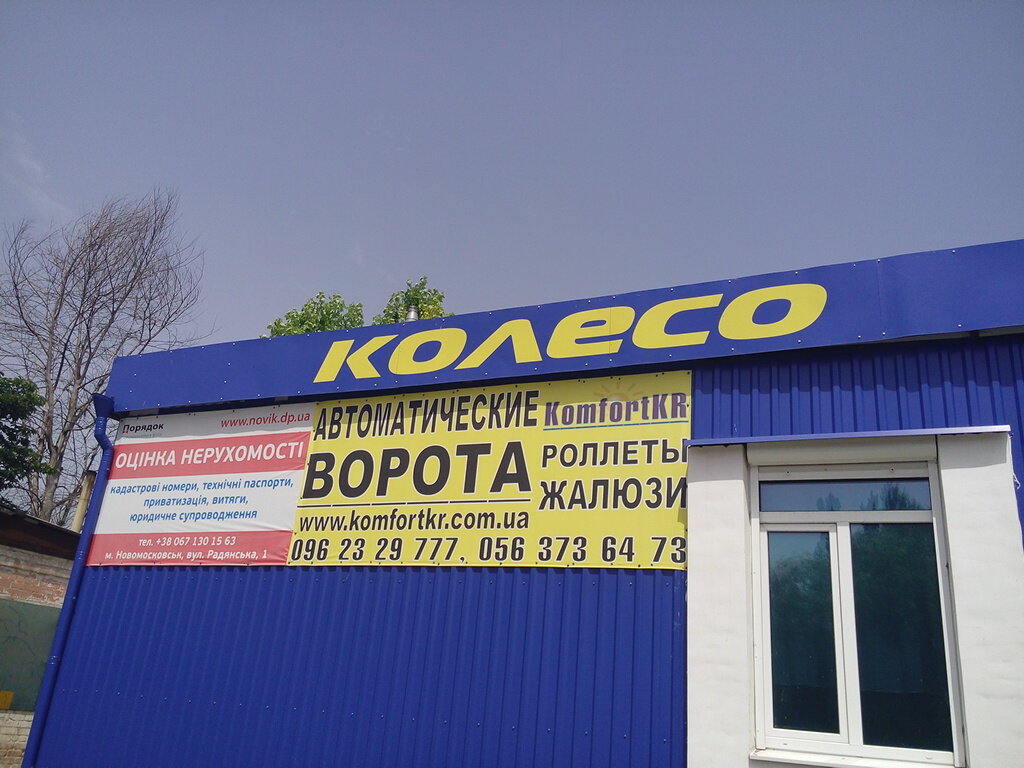 колесо
Порядок
www.novik.dp.ua
ОЦІНКА НЕРУХОМОСТІ
кадастрові номери, технічні паспорти,
приватизація, витяги,
юридичне супроводження
тел. +38 067 130 15 63
м. Новомосковськ, вул. Радянська, 1
АВТОМАТИЧЕСКИЕ
ВОРОТА
KomfortKR
РОЛЛЕТЫ
ЖАЛЮЗИ
www.komfortkr.com.ua
096 23 29 777, 056 373 64 73